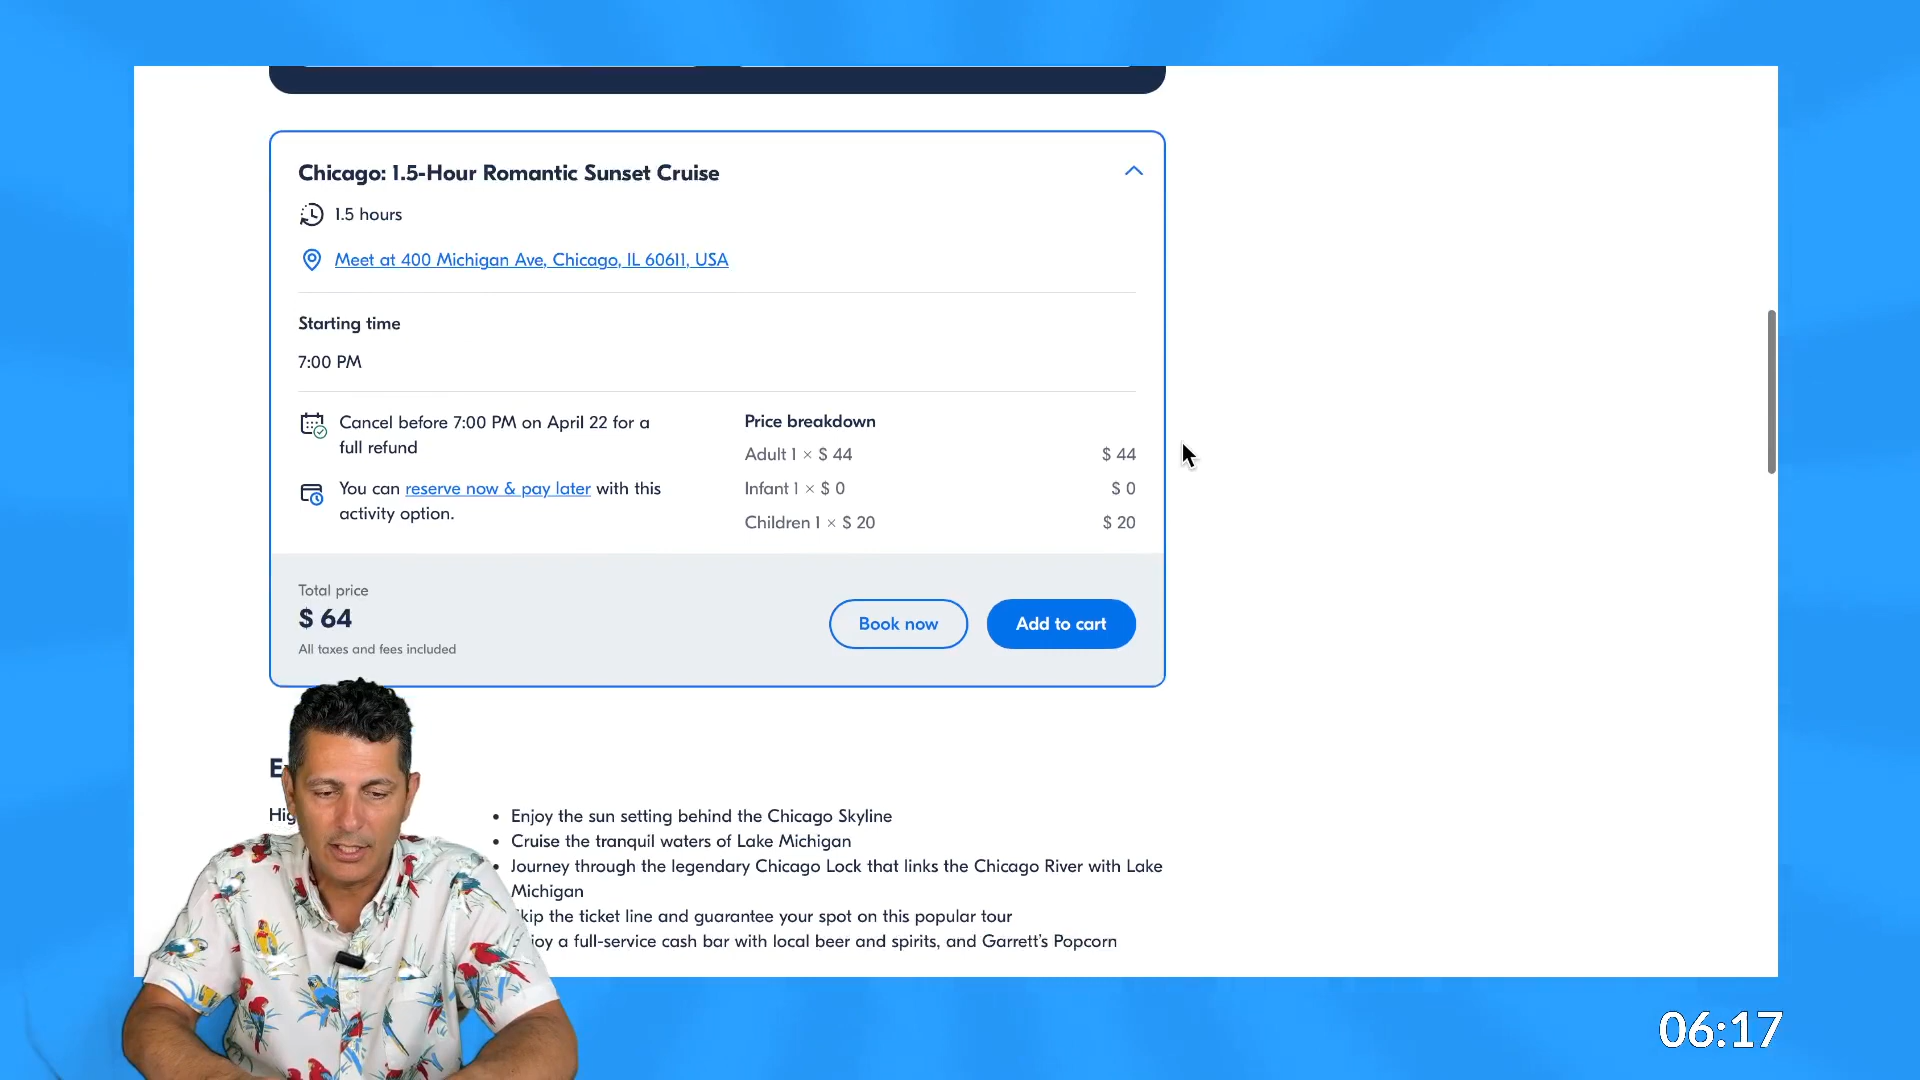 Chicago: 1.5-Hour Romantic Sunset Cruise
1.5 hours
Meet at 400 Michigan Ave, Chicago, IL 60611, USA
Starting time
7:00 PM
Cancel before 7:00 PM on April 22 for a
full refund
You can reserve now & pay later with this
activity option.
Price breakdown
Adult 1 × $ 44 $ 44
Infant 1 × $ 0 $ 0
Children 1 × $ 20 $ 20
Total price
$ 64
All taxes and fees included
Book now
Add to cart
• Enjoy the sun setting behind the Chicago Skyline
• Cruise the tranquil waters of Lake Michigan
• Journey through the legendary Chicago Lock that links the Chicago River with Lake
Michigan
the ticket line and guarantee your spot on this popular tour
a full-service cash bar with local beer and spirits, and Garrett's Popcorn
06:17